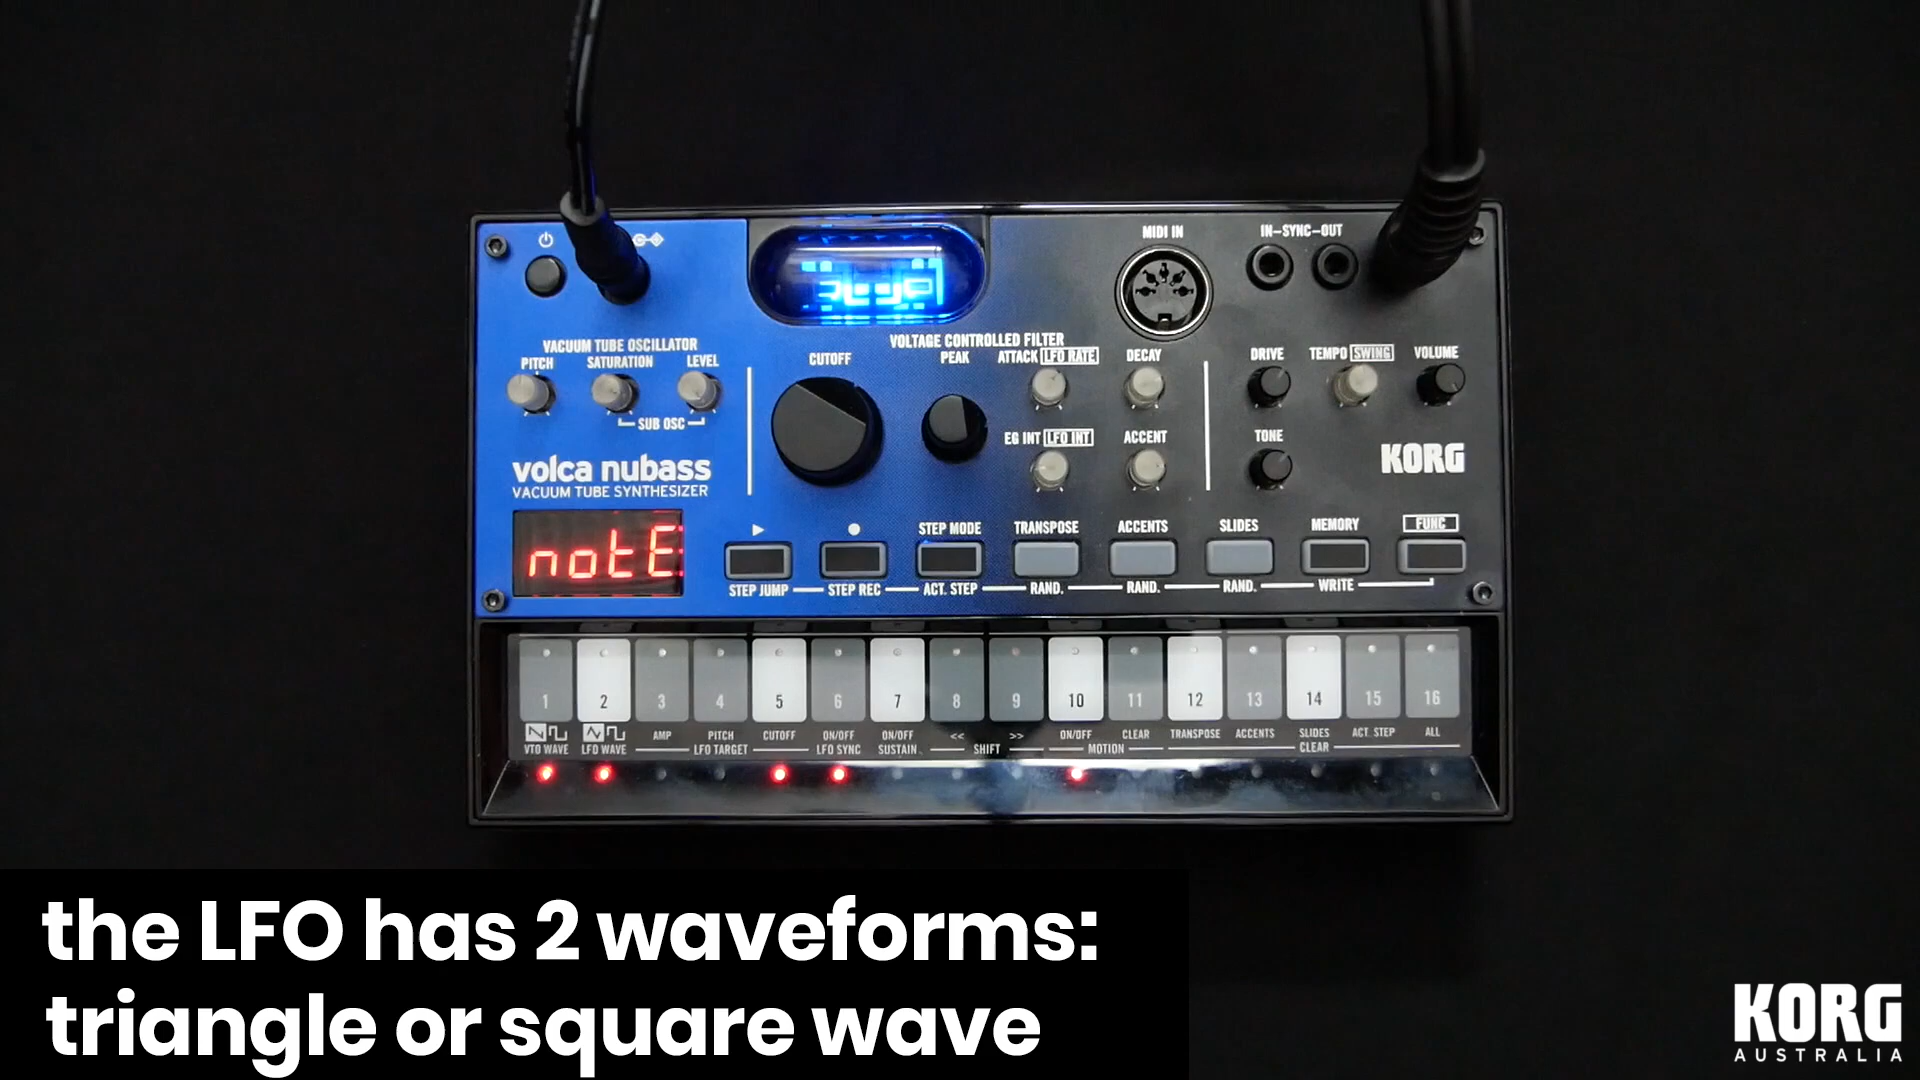 MIDI IN
IN-SYNC-OUT
VACUUM TUBE OSCILLATOR
PITCH SATURATION LEVEL
SUB OSC
VOLTAGE CONTROLLED FILTER
CUTOFF PEAK ATTACK LFO RATE DECAY
EG INT LFO INT ACCENT
DRIVE TEMPO SWING VOLUME
TONE
KORG
volca nubass
VACUUM TUBE SYNTHESIZER
notE
STEP MODE TRANSPOSE ACCENTS SLIDES MEMORY FUNC
STEP JUMP STEP REC ACT. STEP RAND. RAND. RAND. WRITE
1 2 3 4 5 6 7 8 9 10 11 12 13 14 15 16
AMP PITCH CUTOFF ON/OFF ON/OFF << >> ON/OFF CLEAR TRANSPOSE ACCENTS SLIDES ACT. STEP ALL
VTO WAVE LFO WAVE LFO TARGET LFO SYNC SUSTAIN SHIFT MOTION CLEAR
the LFO has 2 waveforms:
triangle or square wave
KORG
AUSTRALIA